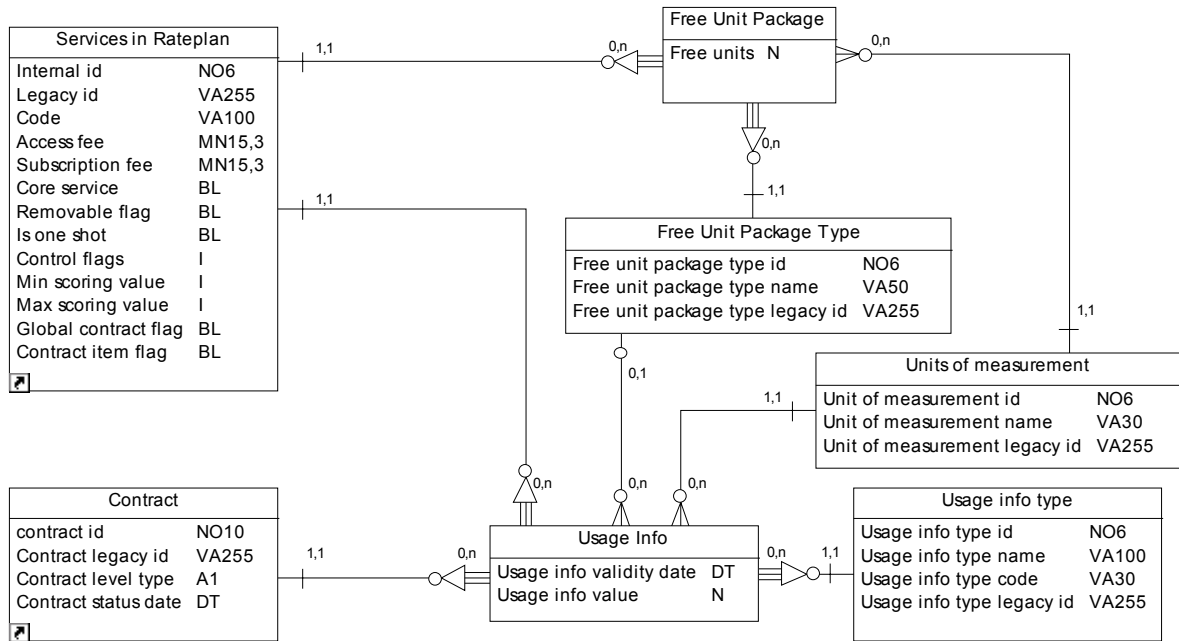 Services in Rateplan
Internal id NO6
Legacy id VA255
Code VA100
Access fee MN15,3
Subscription fee MN15,3
Core service BL
Removable flag BL
Is one shot BL
Control flags I
Min scoring value I
Max scoring value I
Global contract flag BL
Contract item flag BL
1,1
0,n
Free Unit Package
Free units N
0,n
0,n
1,1
1,1
Free Unit Package Type
Free unit package type id NO6
Free unit package type name VA50
Free unit package type legacy id VA255
0,1
1,1
Units of measurement
Unit of measurement id NO6
Unit of measurement name VA30
Unit of measurement legacy id VA255
1,1
0,n
0,n
0,n
Contract
contract id NO10
Contract legacy id VA255
Contract level type A1
Contract status date DT
1,1
0,n
Usage Info
Usage info validity date DT
Usage info value N
0,n
1,1
Usage info type
Usage info type id NO6
Usage info type name VA100
Usage info type code VA30
Usage info type legacy id VA255